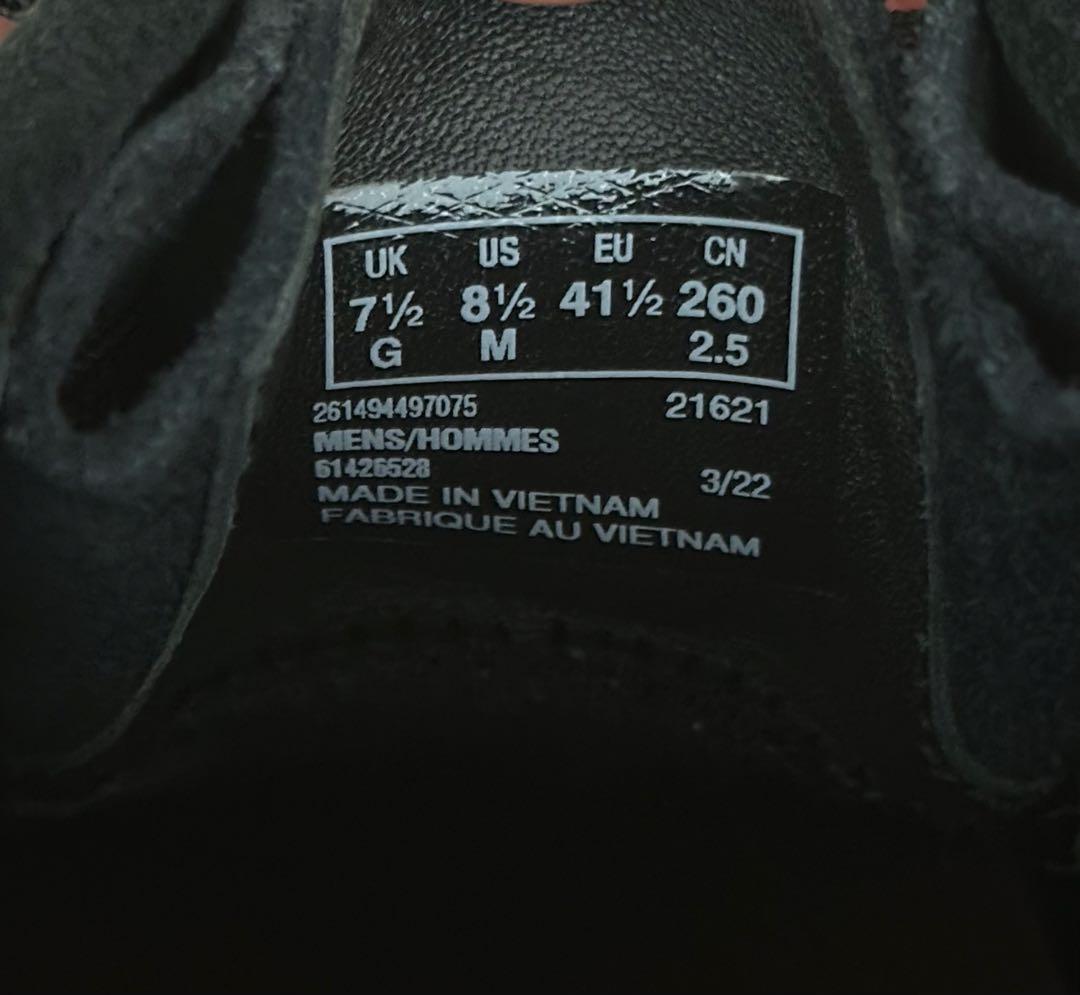 UK US EU CN
7½ 8½ 41½ 260
G M 2.5
261494497075 21621
MENS/HOMMES
61426528 3/22
MADE IN VIETNAM
FABRIQUE AU VIETNAM